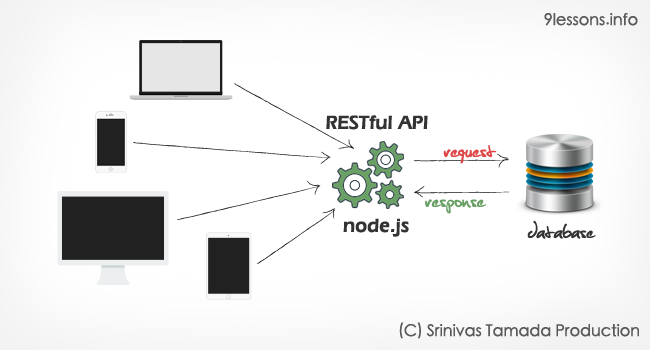 9lessons.info
RESTful API
request
response
node.js
database
(C) Srinivas Tamada Production